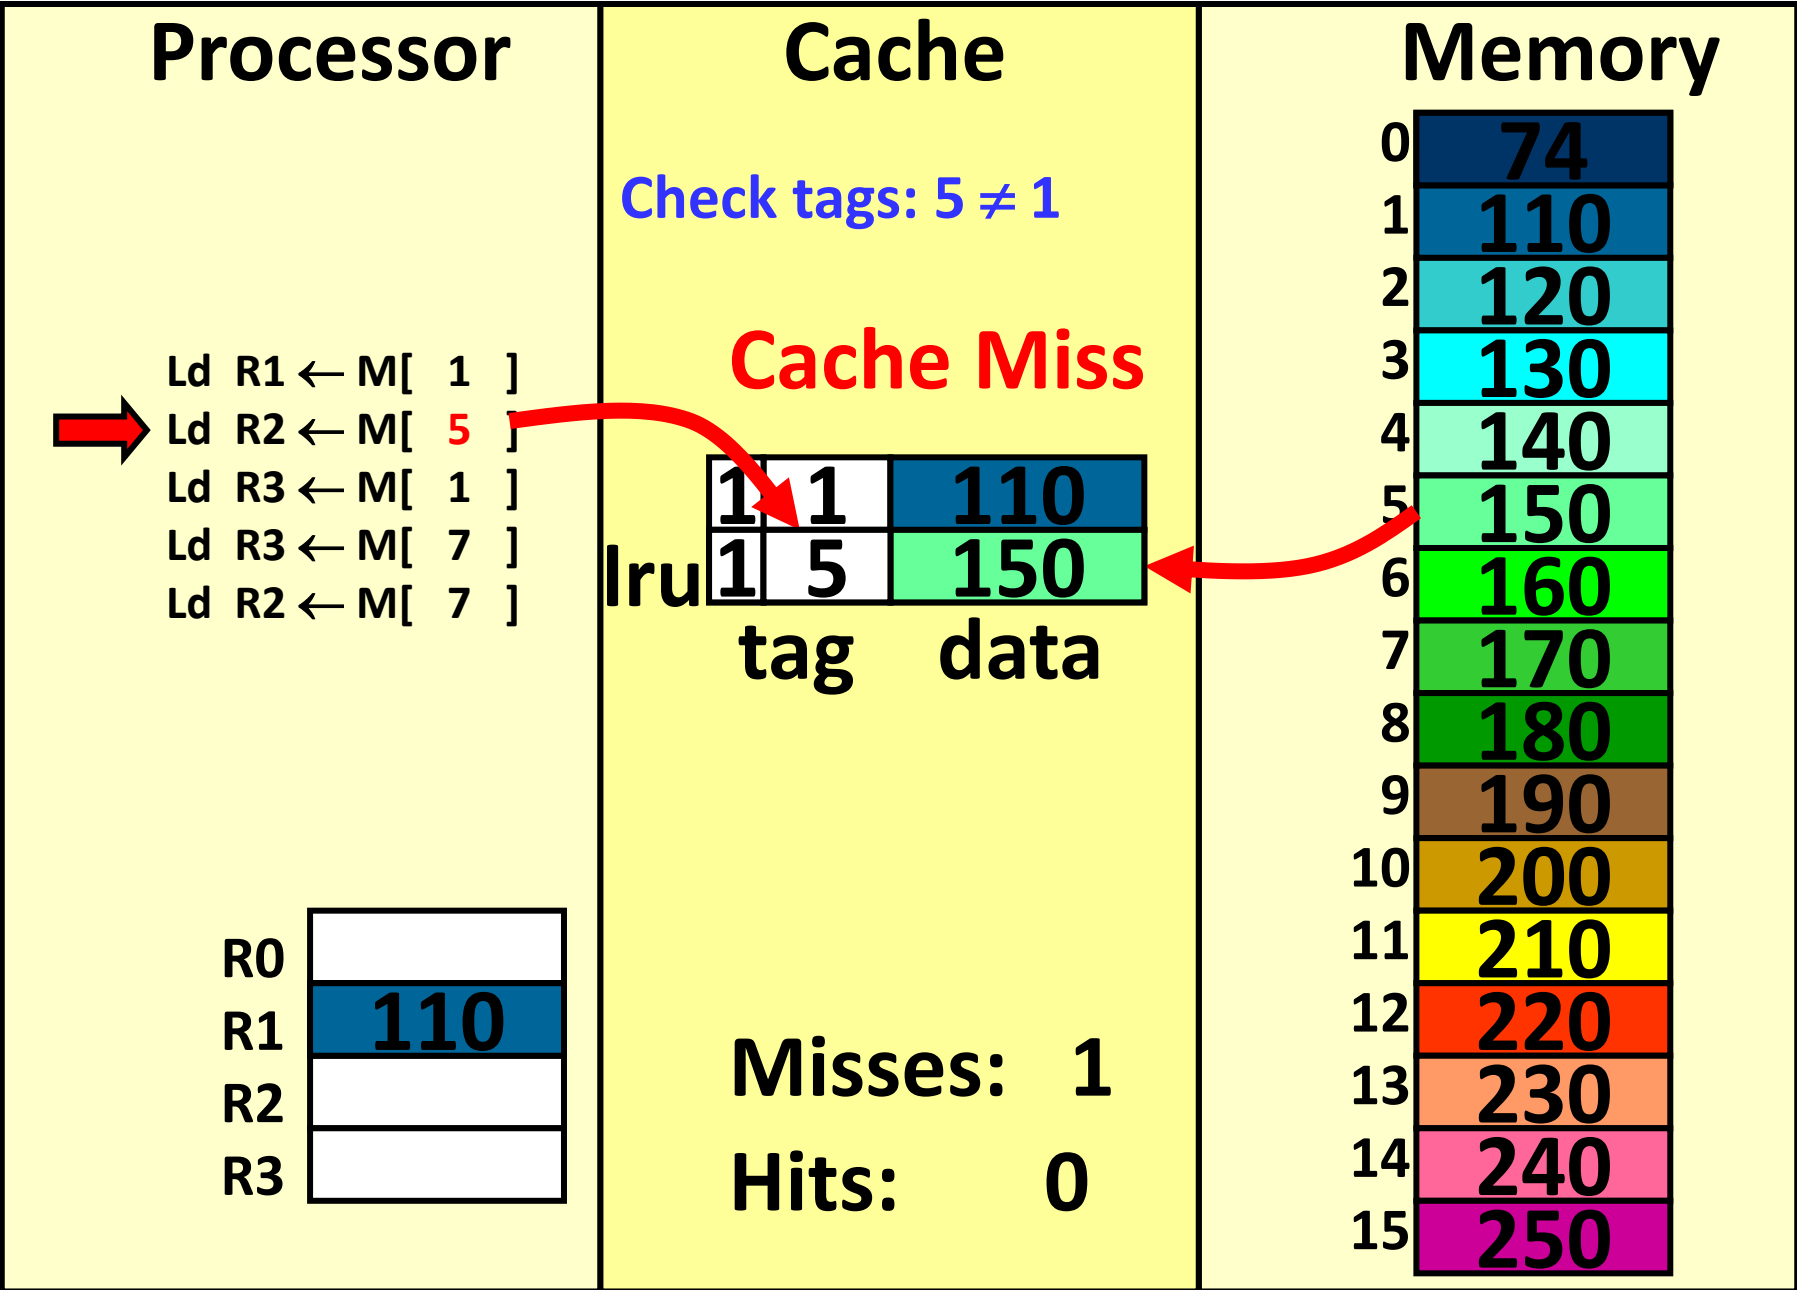 Processor
Ld R1 ← M[ 1 ]
Ld R2 ← M[ 5 ]
Ld R3 ← M[ 1 ]
Ld R3 ← M[ 7 ]
Ld R2 ← M[ 7 ]
R0
R1 110
R2
R3
Cache
Check tags: 5 ≠ 1
Cache Miss
1 1 110
lru 1 5 150
tag data
Misses: 1
Hits: 0
Memory
0 74
1 110
2 120
3 130
4 140
5 150
6 160
7 170
8 180
9 190
10 200
11 210
12 220
13 230
14 240
15 250